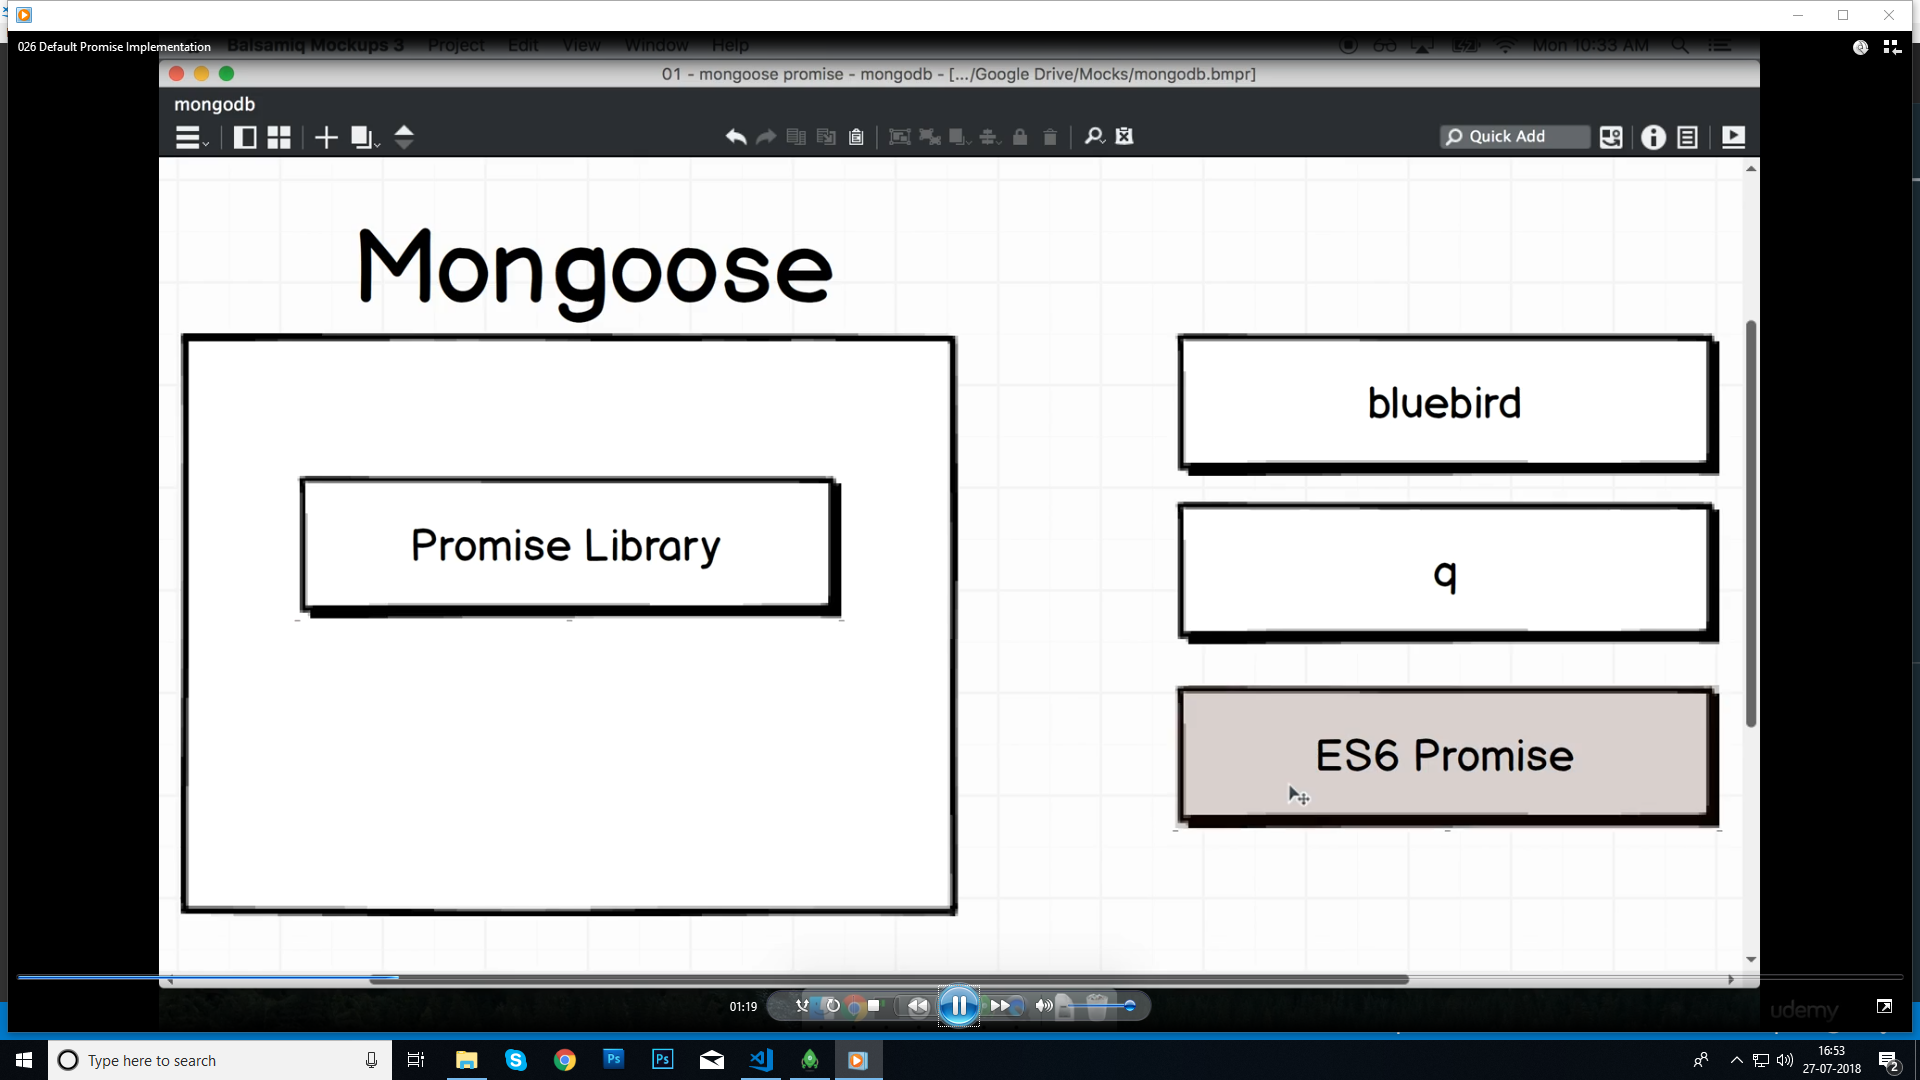 026 Default Promise Implementation
Balsamiq Mockups 3 Project Edit View Window Help Mon 10:33 AM
01 - mongoose promise - mongodb - [.../Google Drive/Mocks/mongodb.bmpr]
mongodb
Quick Add
Mongoose
bluebird
Promise Library
q
ES6 Promise
01:19
udemy
Type here to search
16:53
27-07-2018
2